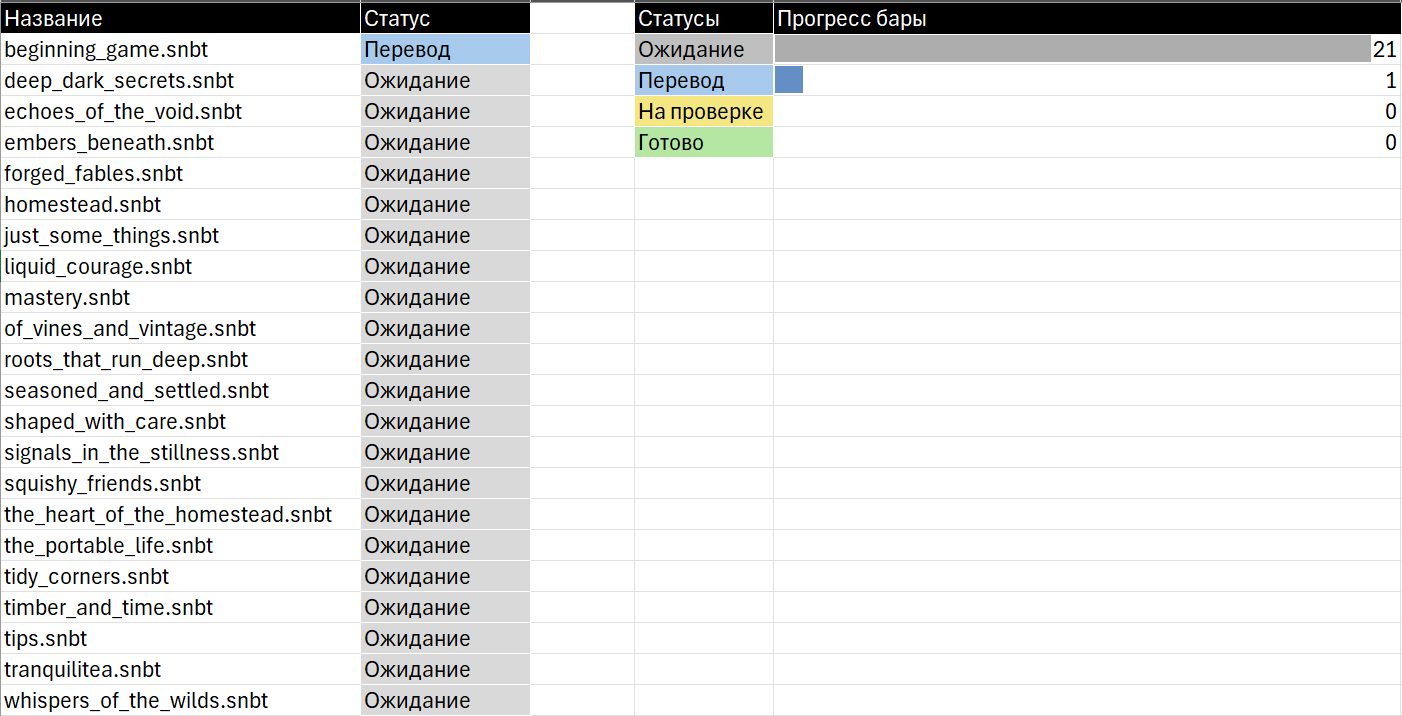 Название Статус Статусы Прогресс бары
beginning_game.snbt Перевод Ожидание 21
deep_dark_secrets.snbt Ожидание Перевод 1
echoes_of_the_void.snbt Ожидание На проверке 0
embers_beneath.snbt Ожидание Готово 0
forged_fables.snbt Ожидание
homestead.snbt Ожидание
just_some_things.snbt Ожидание
liquid_courage.snbt Ожидание
mastery.snbt Ожидание
of_vines_and_vintage.snbt Ожидание
roots_that_run_deep.snbt Ожидание
seasoned_and_settled.snbt Ожидание
shaped_with_care.snbt Ожидание
signals_in_the_stillness.snbt Ожидание
squishy_friends.snbt Ожидание
the_heart_of_the_homestead.snbt Ожидание
the_portable_life.snbt Ожидание
tidy_corners.snbt Ожидание
timber_and_time.snbt Ожидание
tips.snbt Ожидание
tranquilitea.snbt Ожидание
whispers_of_the_wilds.snbt Ожидание